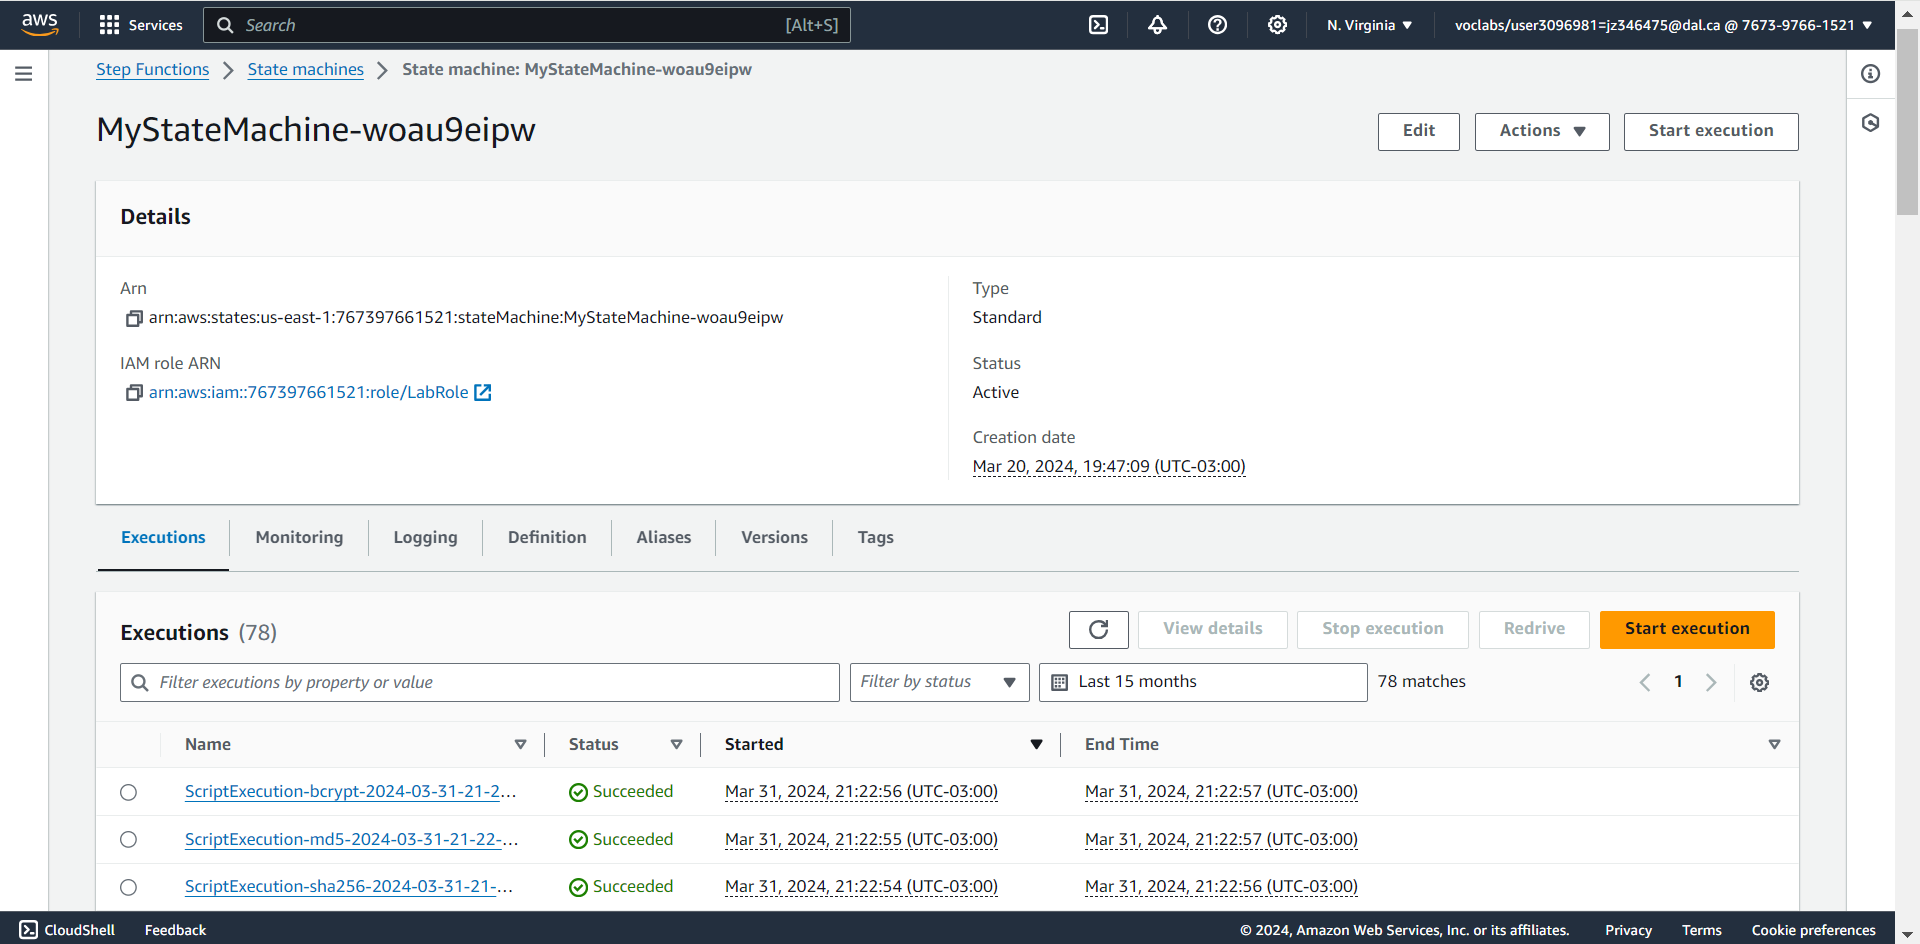 aws Services Search [Alt+S] N. Virginia voclabs/user3096981=jz346475@dal.ca @ 7673-9766-1521
Step Functions State machines State machine: MyStateMachine-woau9eipw
MyStateMachine-woau9eipw
Edit Actions Start execution
Details
Arn
arn:aws:states:us-east-1:767397661521:stateMachine:MyStateMachine-woau9eipw
IAM role ARN
arn:aws:iam::767397661521:role/LabRole
Type
Standard
Status
Active
Creation date
Mar 20, 2024, 19:47:09 (UTC-03:00)
Executions Monitoring Logging Definition Aliases Versions Tags
Executions (78) View details Stop execution Redrive Start execution
Filter executions by property or value Filter by status Last 15 months 78 matches 1
Name Status Started End Time
ScriptExecution-bcrypt-2024-03-31-21-2... Succeeded Mar 31, 2024, 21:22:56 (UTC-03:00) Mar 31, 2024, 21:22:57 (UTC-03:00)
ScriptExecution-md5-2024-03-31-21-22-... Succeeded Mar 31, 2024, 21:22:55 (UTC-03:00) Mar 31, 2024, 21:22:57 (UTC-03:00)
ScriptExecution-sha256-2024-03-31-21-... Succeeded Mar 31, 2024, 21:22:54 (UTC-03:00) Mar 31, 2024, 21:22:56 (UTC-03:00)
CloudShell Feedback © 2024, Amazon Web Services, Inc. or its affiliates. Privacy Terms Cookie preferences